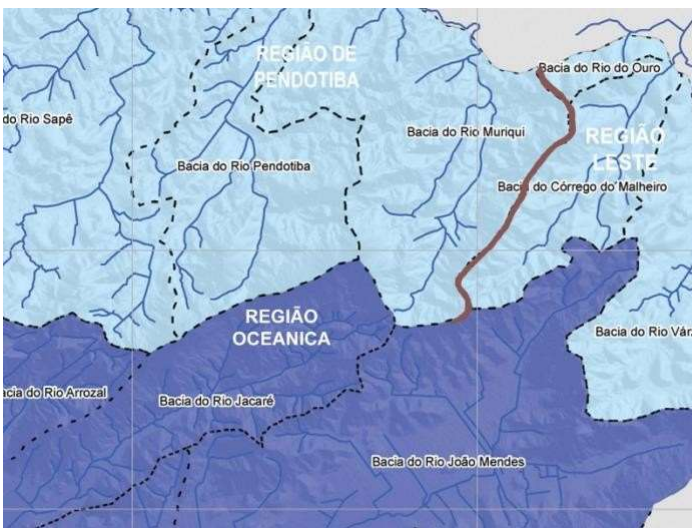 REGIÃO DE
PENDOTIBA
Bacia do Rio do Ouro
do Rio Sapê
Bacia do Rio Muriqui
REGIÃO
LESTE
Bacia do Rio Pendotiba
Bacia do Córrego do Malheiro
REGIÃO
OCEANICA
Bacia do Rio Vár
acia do Rio Arrozal
Bacia do Rio Jacaré
Bacia do Rio João Mendes